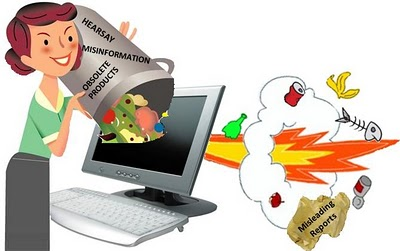 HEARSAY
MISINFORMATION
OBSOLETE
PRODUCTS
Misleading
Reports